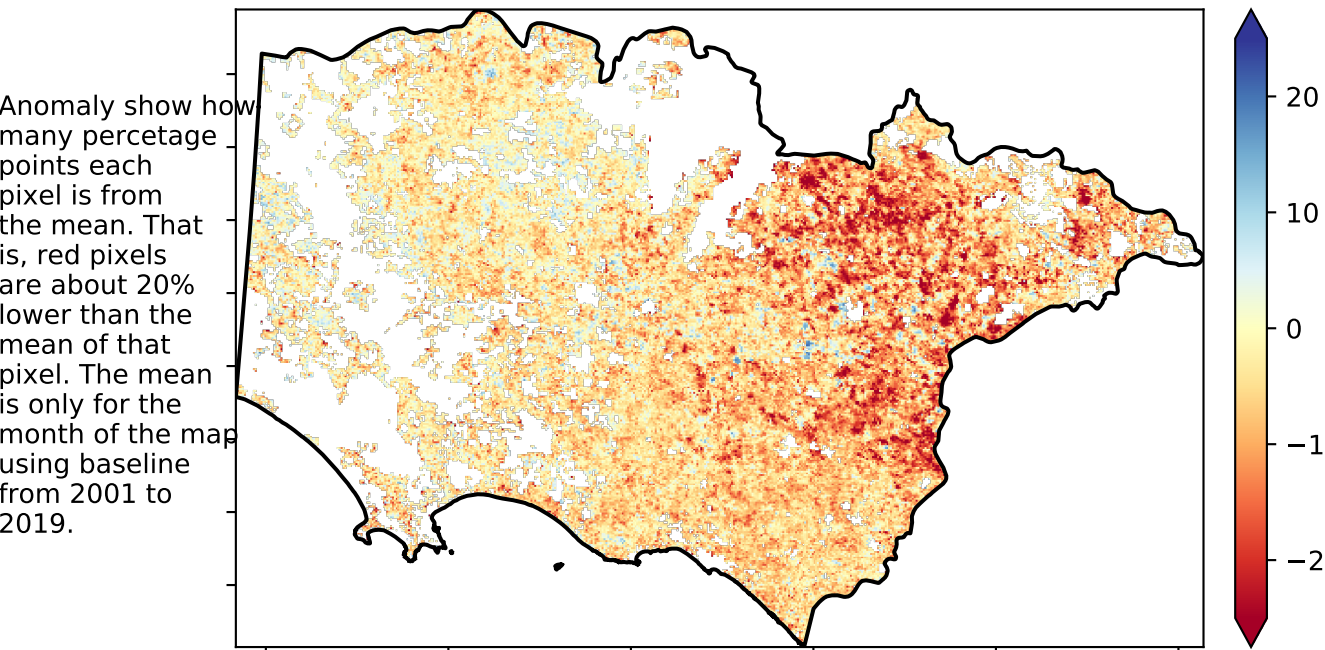 Anomaly show how
many percetage
points each
pixel is from
the mean. That
is, red pixels
are about 20%
lower than the
mean of that
pixel. The mean
is only for the
month of the map
using baseline
from 2001 to
2019.
20
10
0
−1
−2